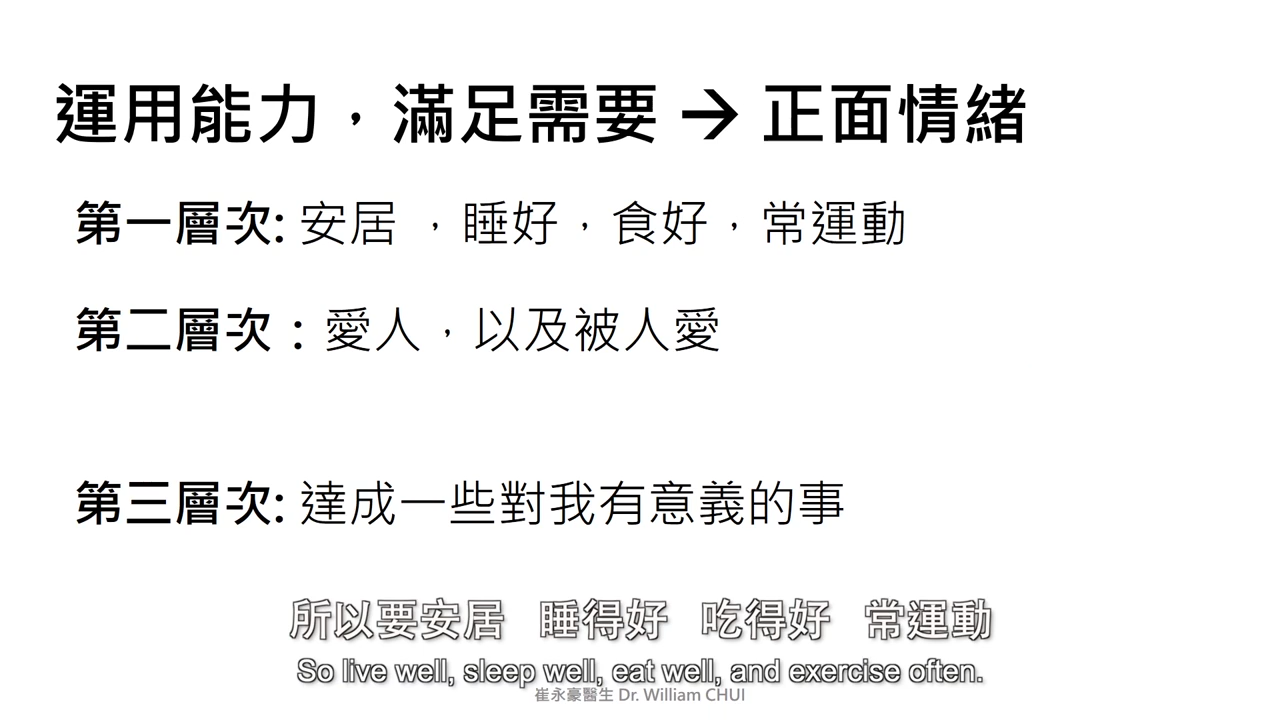 運用能力，滿足需要 → 正面情緒
第一層次: 安居 ，睡好，食好，常運動
第二層次：愛人，以及被人愛
第三層次: 達成一些對我有意義的事
所以要安居 睡得好 吃得好 常運動
So live well, sleep well, eat well, and exercise often.
崔永豪醫生 Dr. William CHUI